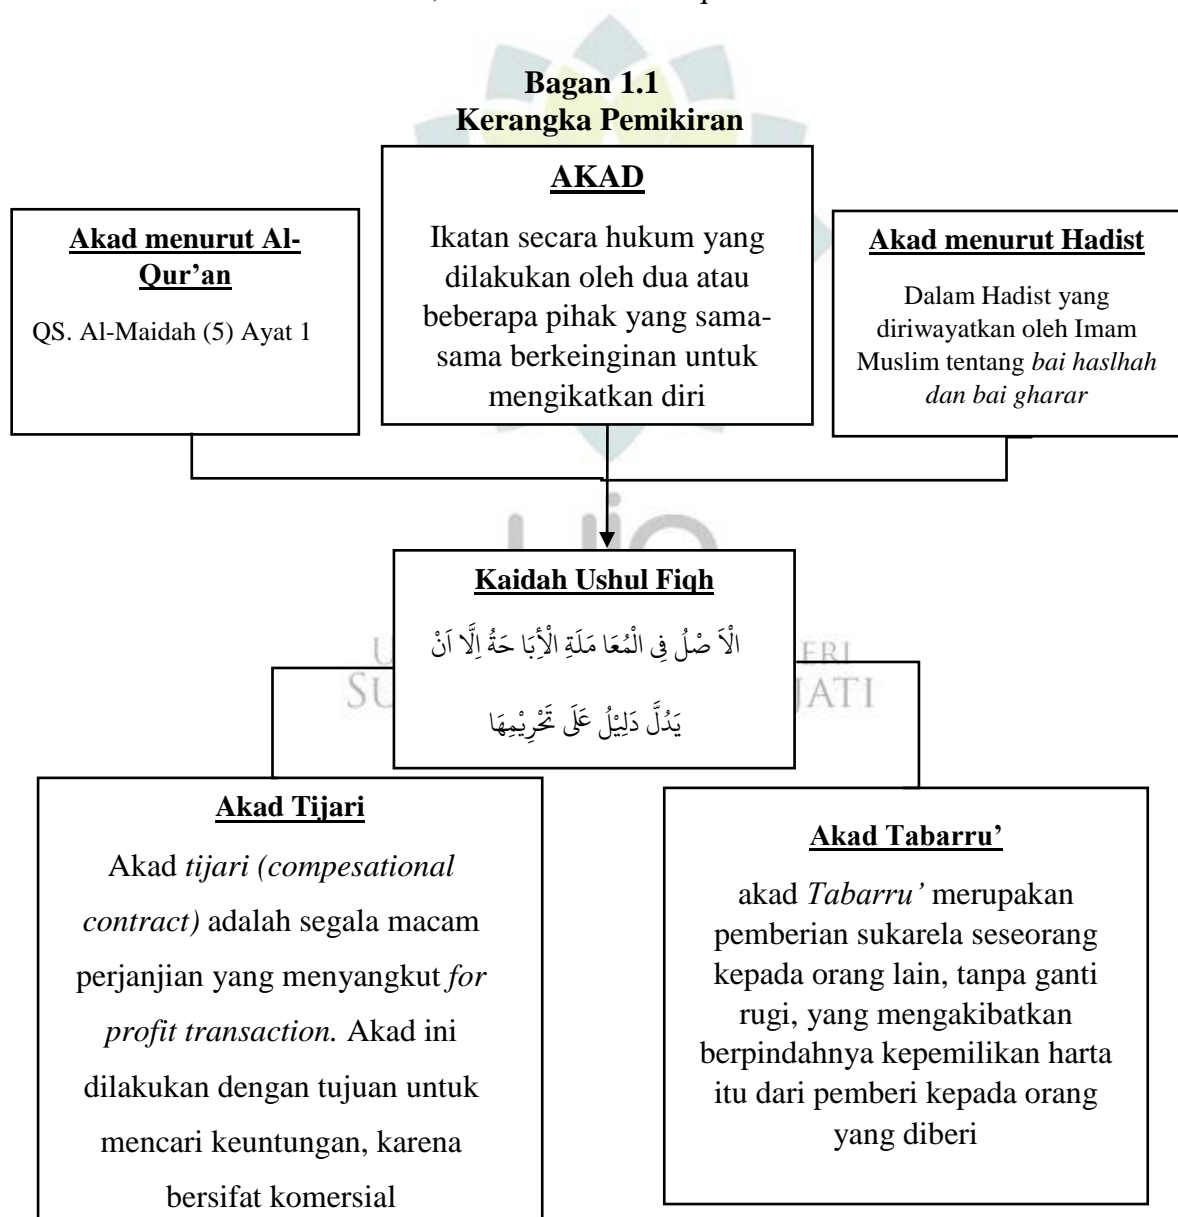 Bagan 1.1
Kerangka Pemikiran
AKAD
Ikatan secara hukum yang
dilakukan oleh dua atau
beberapa pihak yang sama-
sama berkeinginan untuk
mengikatkan diri
Akad menurut Al-
Qur’an
QS. Al-Maidah (5) Ayat 1
Akad menurut Hadist
Dalam Hadist yang
diriwayatkan oleh Imam
Muslim tentang bai haslhah
dan bai gharar
Kaidah Ushul Fiqh
الْاَ صْلُ فِى الْمُعَا مَلَةِ الْأِبَا حَةُ اِلَّا اَنْ
يَدُلَّ دَلِيْلُ عَلَى تَحْرِيْمِهَا
ERI
SU JATI
Akad Tijari
Akad tijari (compesational
contract) adalah segala macam
perjanjian yang menyangkut for
profit transaction. Akad ini
dilakukan dengan tujuan untuk
mencari keuntungan, karena
bersifat komersial
Akad Tabarru’
akad Tabarru’ merupakan
pemberian sukarela seseorang
kepada orang lain, tanpa ganti
rugi, yang mengakibatkan
berpindahnya kepemilikan harta
itu dari pemberi kepada orang
yang diberi